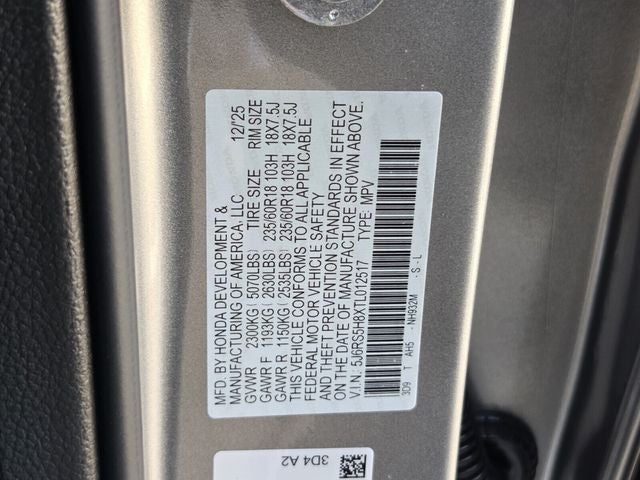 MFD. BY HONDA DEVELOPMENT &
MANUFACTURING OF AMERICA, LLC 12/'25
GVWR 2300KG ( 5070LBS) TIRE SIZE RIM SIZE
GAWR F 1193KG ( 2630LBS) 235/60R18 103H 18X7.5J
GAWR R 1150KG ( 2535LBS) 235/60R18 103H 18X7.5J
THIS VEHICLE CONFORMS TO ALL APPLICABLE
FEDERAL MOTOR VEHICLE SAFETY
AND THEFT PREVENTION STANDARDS IN EFFECT
ON THE DATE OF MANUFACTURE SHOWN ABOVE.
V.I.N: 5J6RS5H8XTL012517 TYPE: MPV
3D9 T AH5 NH932M - S - L
3D4 A2